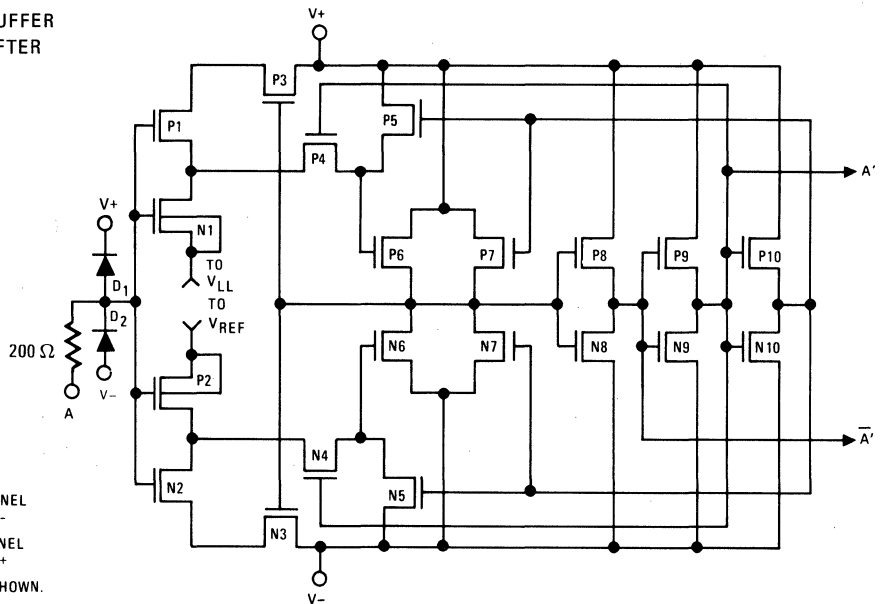 UFFER
FTER
V+
P3
P1
P4
P5
A'
V+
N1
P6
P7
P8
P9
P10
TO
VLL
D1
TO
D2
VREF
200 Ω
N6
N7
N8
N9
N10
P2
V-
A
A̅'
N4
N2
N5
NEL
-
N3
NEL
+
HOWN.
V-